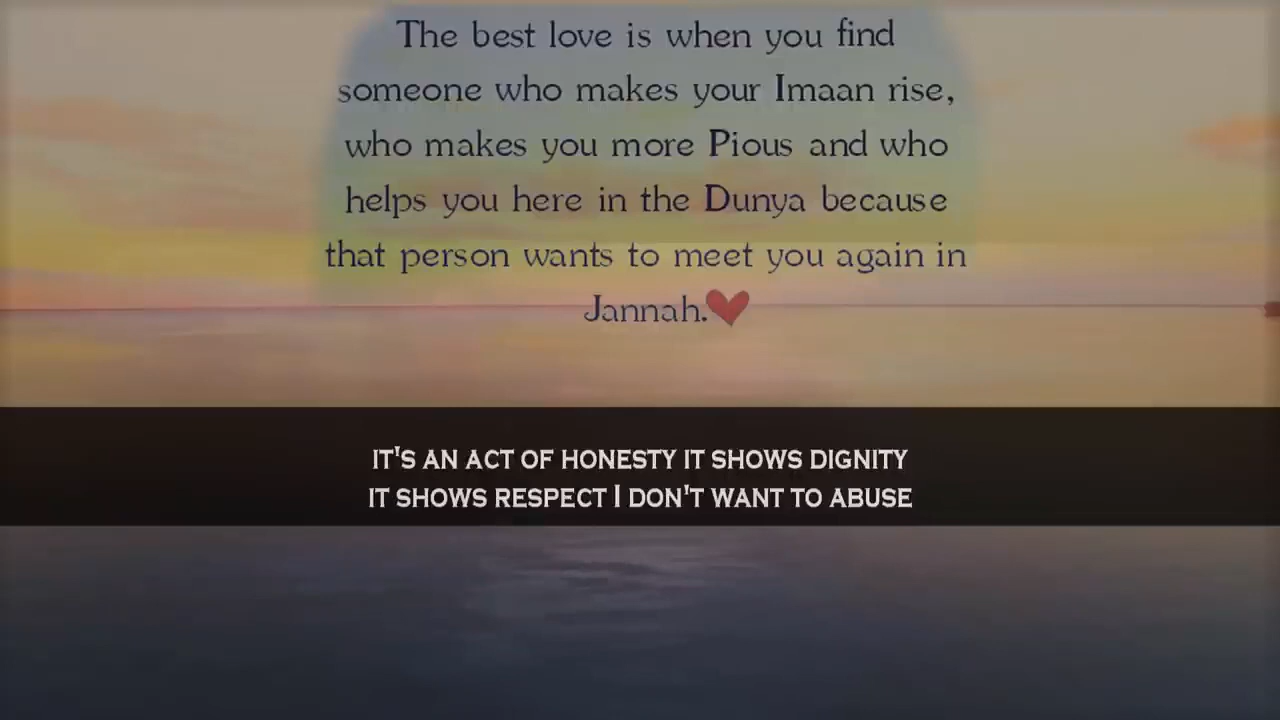 The best love is when you find
someone who makes your Imaan rise,
who makes you more Pious and who
helps you here in the Dunya because
that person wants to meet you again in
Jannah.❤
IT'S AN ACT OF HONESTY IT SHOWS DIGNITY
IT SHOWS RESPECT I DON'T WANT TO ABUSE